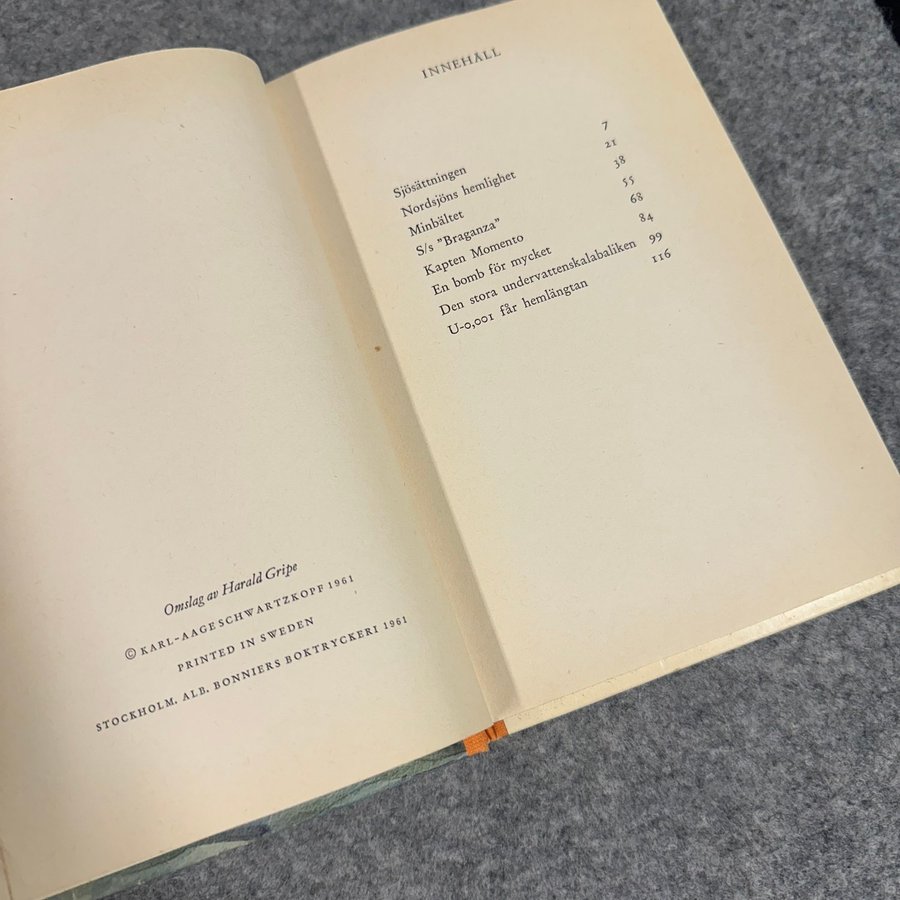 Omslag av Harald Gripe
© KARL-AAGE SCHWARTZKOPF 1961
PRINTED IN SWEDEN
STOCKHOLM. ALB. BONNIERS BOKTRYCKERI 1961
INNEHÅLL
Sjösättningen 7
Nordsjöns hemlighet 21
Minbältet 38
S/s ”Braganza” 55
Kapten Momento 68
En bomb för mycket 84
Den stora undervattenskalabaliken 99
U-0,001 får hemlängtan 116